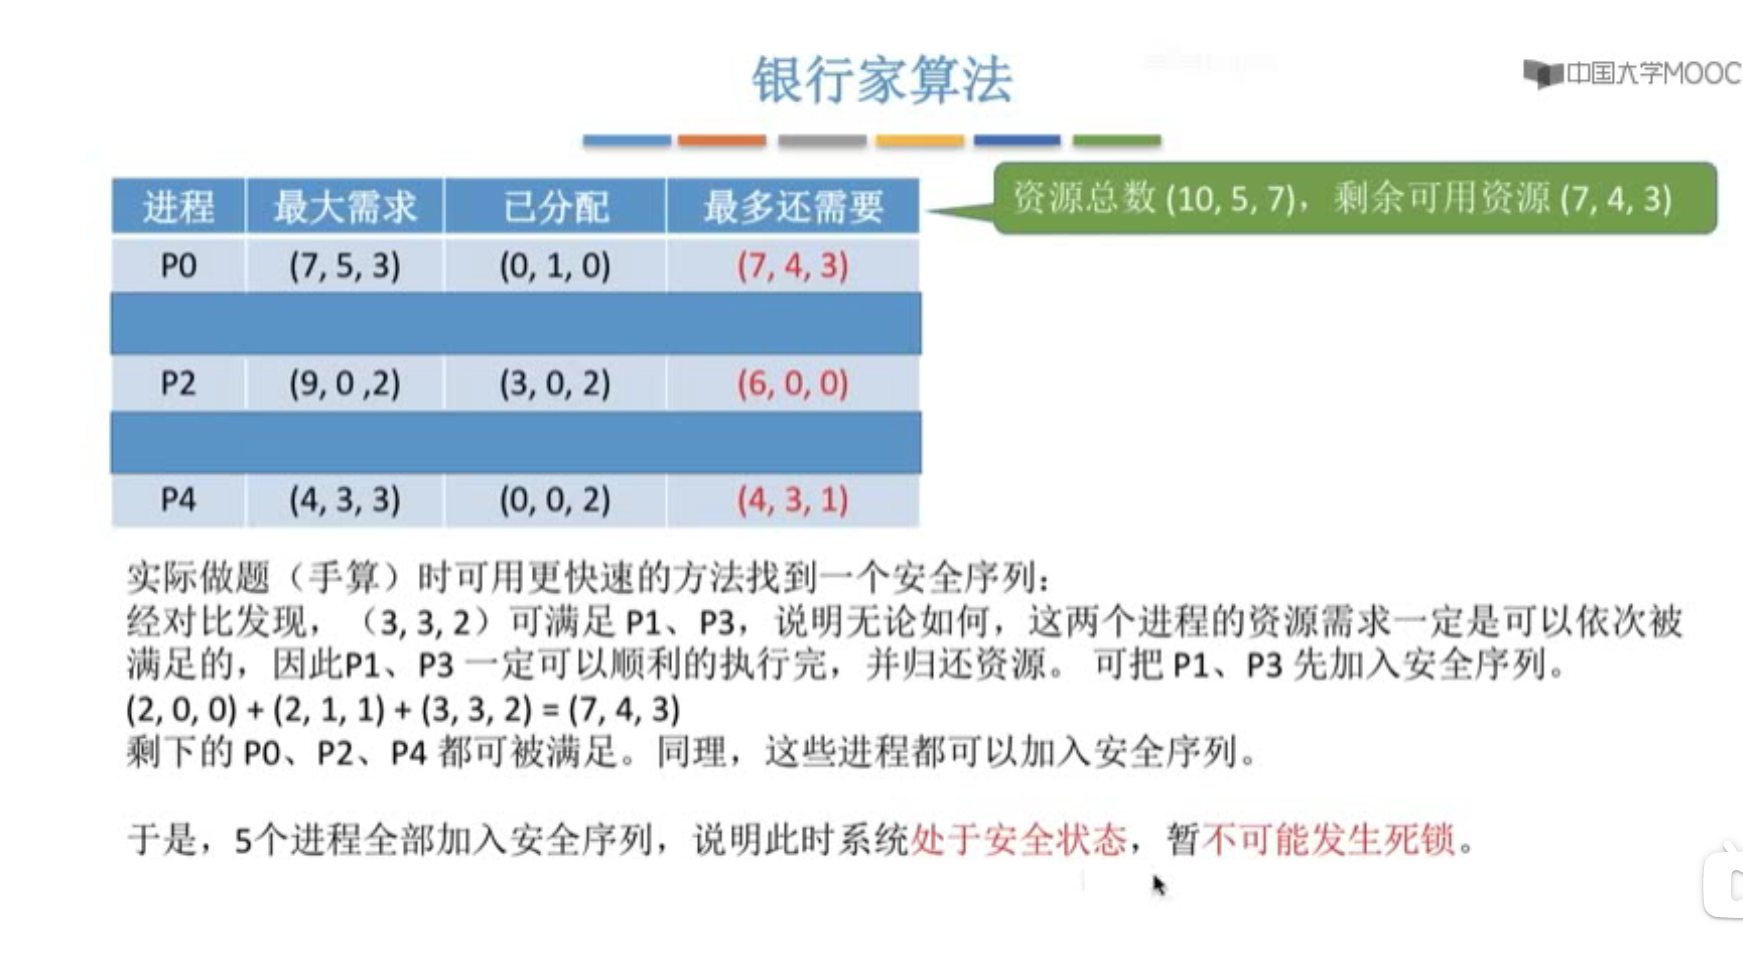 银行家算法
中国大学MOOC
资源总数 (10, 5, 7)，剩余可用资源 (7, 4, 3)
进程 最大需求 已分配 最多还需要
P0 (7, 5, 3) (0, 1, 0) (7, 4, 3)
P2 (9, 0 ,2) (3, 0, 2) (6, 0, 0)
P4 (4, 3, 3) (0, 0, 2) (4, 3, 1)
实际做题（手算）时可用更快速的方法找到一个安全序列：
经对比发现，（3, 3, 2）可满足 P1、P3，说明无论如何，这两个进程的资源需求一定是可以依次被
满足的，因此P1、P3 一定可以顺利的执行完，并归还资源。 可把 P1、P3 先加入安全序列。
(2, 0, 0) + (2, 1, 1) + (3, 3, 2) = (7, 4, 3)
剩下的 P0、P2、P4 都可被满足。同理，这些进程都可以加入安全序列。
于是，5个进程全部加入安全序列，说明此时系统处于安全状态，暂不可能发生死锁。